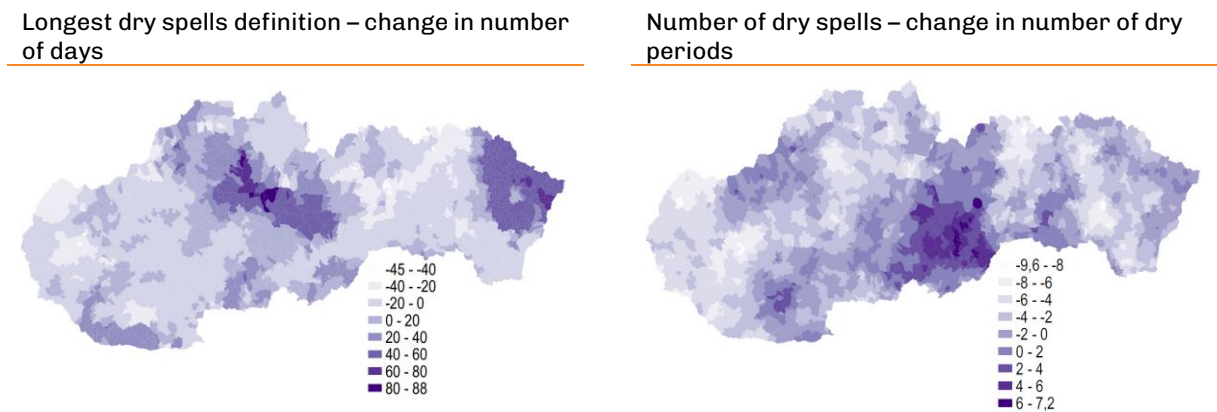 Longest dry spells definition – change in number
of days
-45 - -40
-40 - -20
-20 - 0
0 - 20
20 - 40
40 - 60
60 - 80
80 - 88
Number of dry spells – change in number of dry
periods
-9,6 - -8
-8 - -6
-6 - -4
-4 - -2
-2 - 0
0 - 2
2 - 4
4 - 6
6 - 7,2